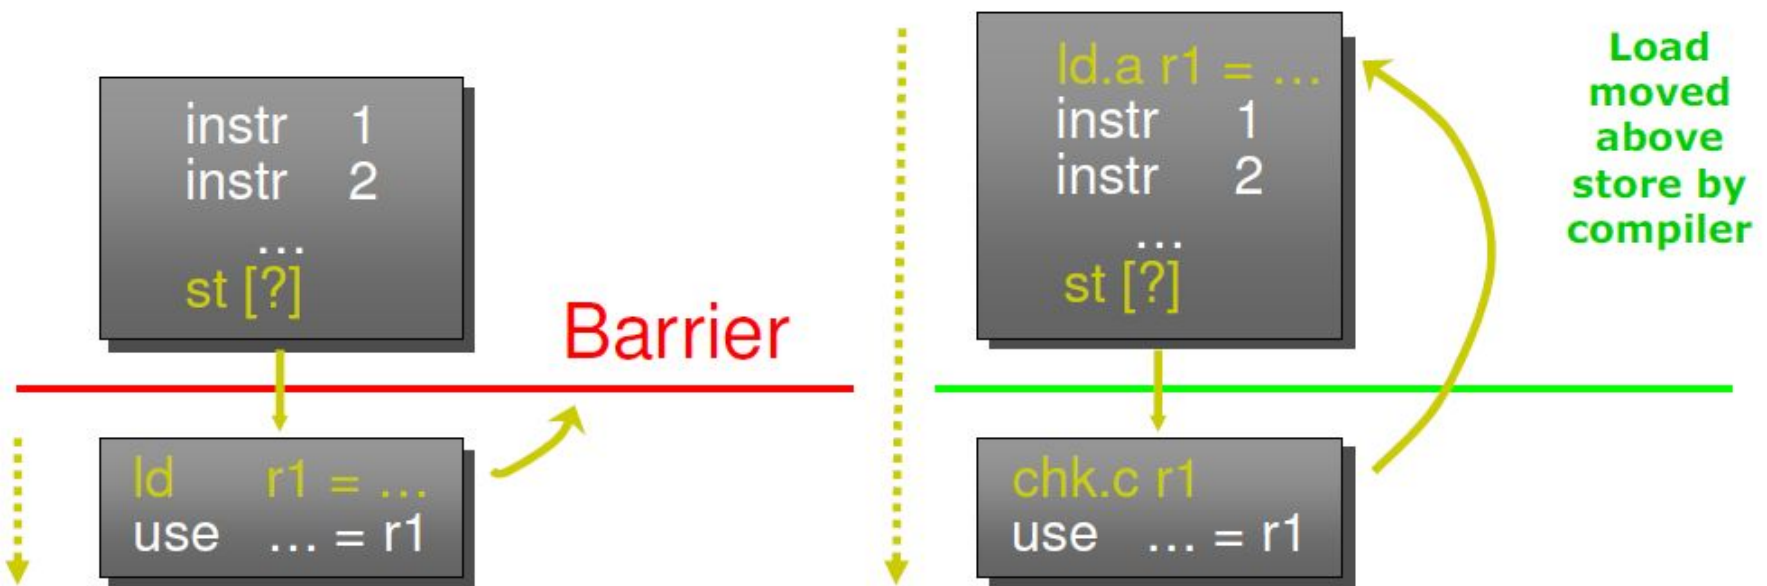 instr 1
instr 2
...
st [?]
Barrier
ld r1 = ...
use ... = r1
ld.a r1 = ...
instr 1
instr 2
...
st [?]
chk.c r1
use ... = r1
Load
moved
above
store by
compiler